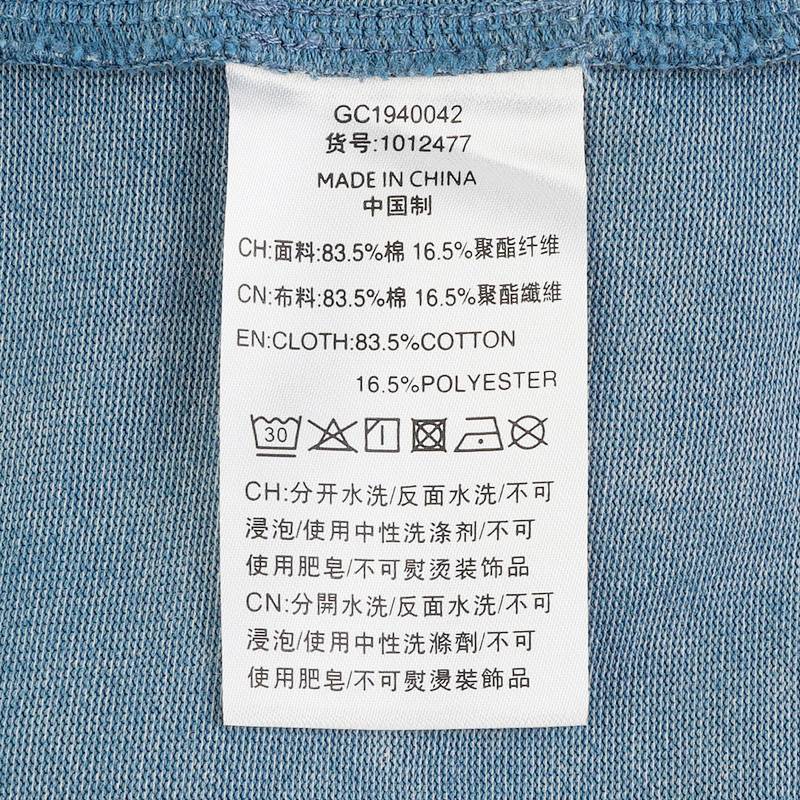 GC1940042
货号:1012477
MADE IN CHINA
中国制
CH:面料:83.5%棉 16.5%聚酯纤维
CN:布料:83.5%棉 16.5%聚酯纖維
EN:CLOTH:83.5%COTTON
16.5%POLYESTER
30
CH:分开水洗/反面水洗/不可
浸泡/使用中性洗涤剂/不可
使用肥皂/不可熨烫装饰品
CN:分開水洗/反面水洗/不可
浸泡/使用中性洗滌劑/不可
使用肥皂/不可熨燙裝飾品